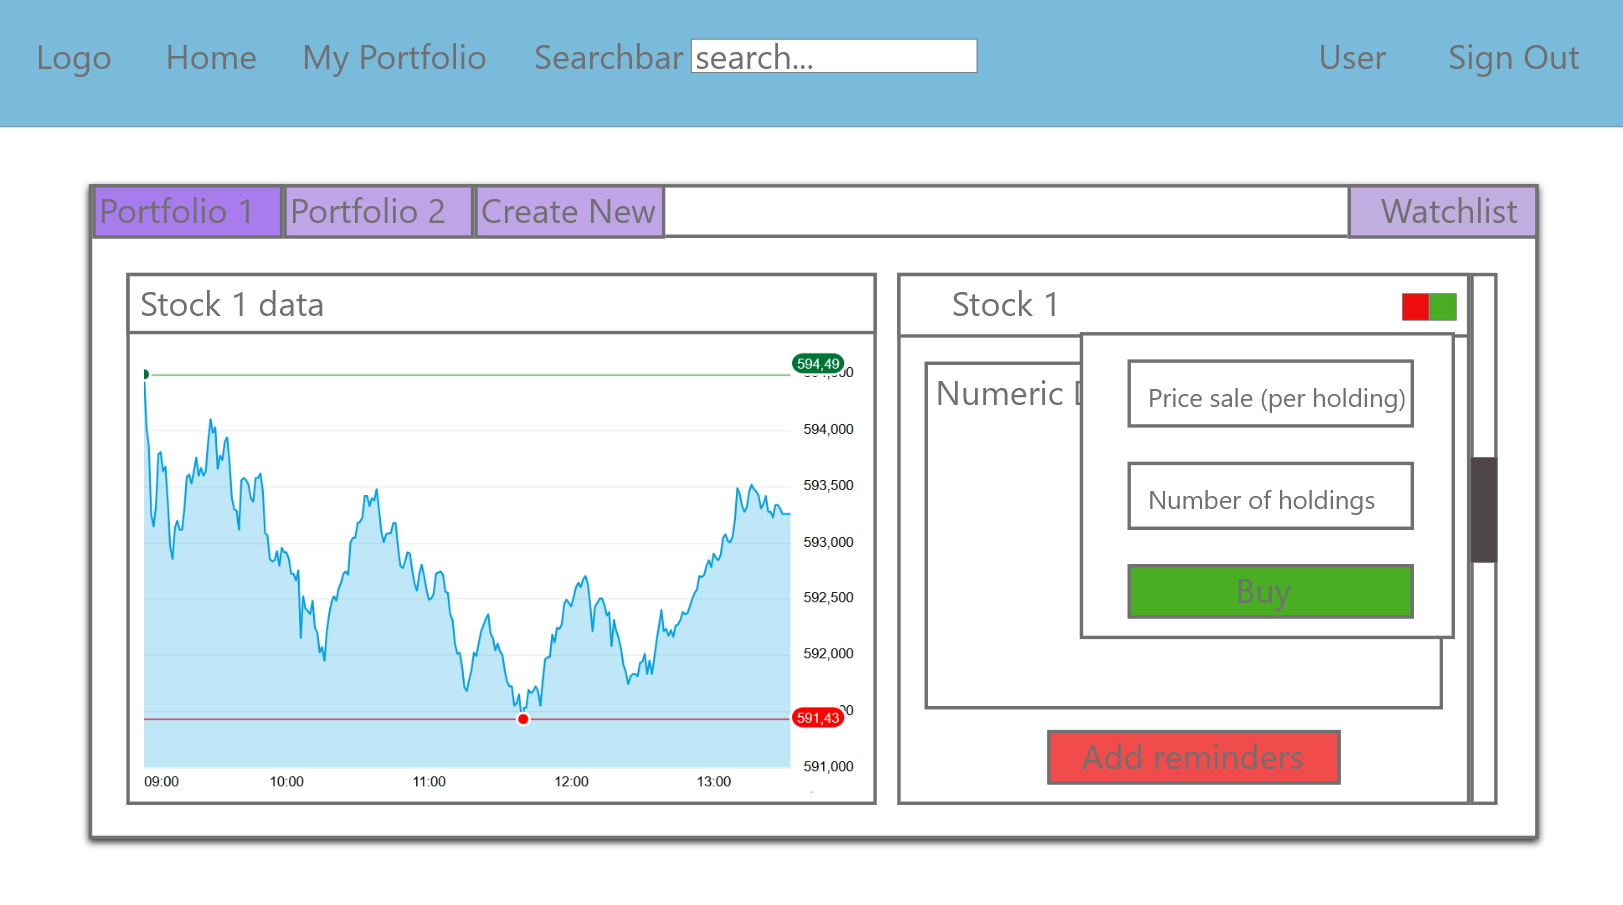 Logo Home My Portfolio Searchbar search... User Sign Out
Portfolio 1 Portfolio 2 Create New Watchlist
Stock 1 data
594,49
594,000
593,500
593,000
592,500
592,000
591,43
591,000
09:00 10:00 11:00 12:00 13:00
Stock 1
Numeric
Price sale (per holding)
Number of holdings
Buy
Add reminders